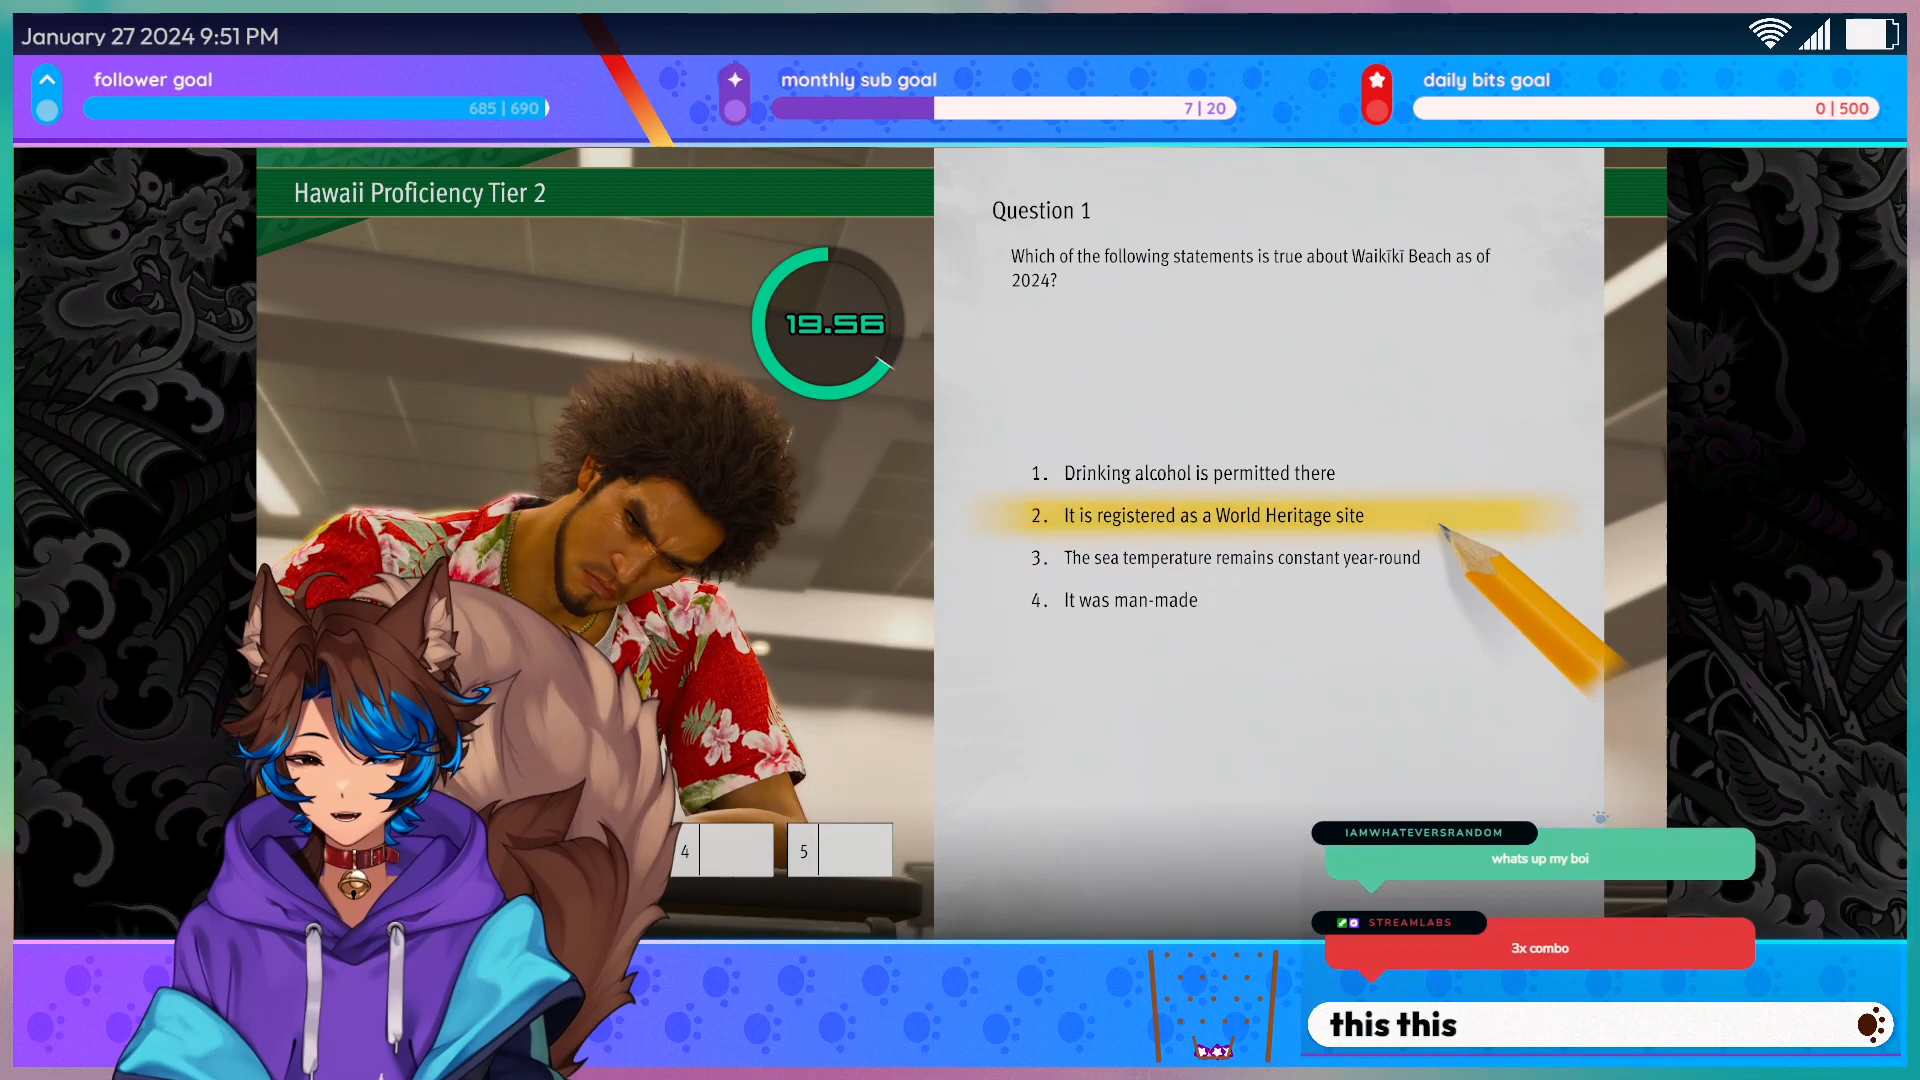 January 27 2024 9:51 PM
follower goal
685 | 690
monthly sub goal
7 | 20
daily bits goal
0 | 500
Hawaii Proficiency Tier 2
19.56
Question 1
Which of the following statements is true about Waikīkī Beach as of
2024?
1. Drinking alcohol is permitted there
2. It is registered as a World Heritage site
3. The sea temperature remains constant year-round
4. It was man-made
4
5
IAMWHATEVERSRANDOM
whats up my boi
STREAMLABS
3x combo
this this